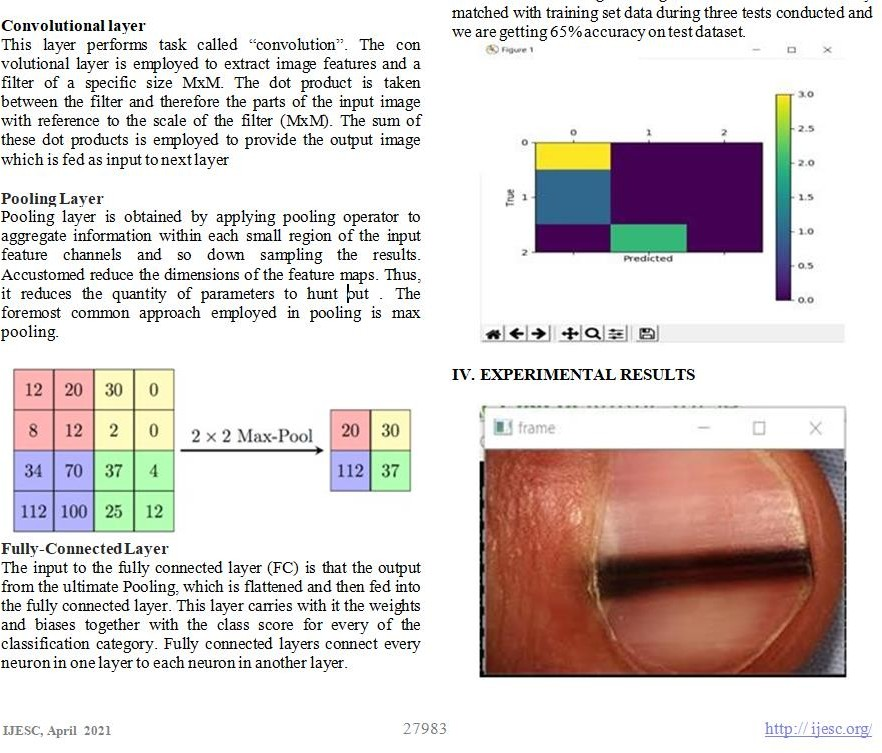 Convolutional layer
This layer performs task called “convolution”. The con
volutional layer is employed to extract image features and a
filter of a specific size MxM. The dot product is taken
between the filter and therefore the parts of the input image
with reference to the scale of the filter (MxM). The sum of
these dot products is employed to provide the output image
which is fed as input to next layer
Pooling Layer
Pooling layer is obtained by applying pooling operator to
aggregate information within each small region of the input
feature channels and so down sampling the results.
Accustomed reduce the dimensions of the feature maps. Thus,
it reduces the quantity of parameters to hunt but . The
foremost common approach employed in pooling is max
pooling.
12 20 30 0
8 12 2 0
34 70 37 4
112 100 25 12
2 × 2 Max-Pool
20 30
112 37
Fully-Connected Layer
The input to the fully connected layer (FC) is that the output
from the ultimate Pooling, which is flattened and then fed into
the fully connected layer. This layer carries with it the weights
and biases together with the class score for every of the
classification category. Fully connected layers connect every
neuron in one layer to each neuron in another layer.
matched with training set data during three tests conducted and
we are getting 65% accuracy on test dataset.
Figure 1
0 1 2
0
1
2
True
Predicted
3.0
2.5
2.0
1.5
1.0
0.5
0.0
IV. EXPERIMENTAL RESULTS
frame
IJESC, April 2021
27983
http:// ijesc.org/